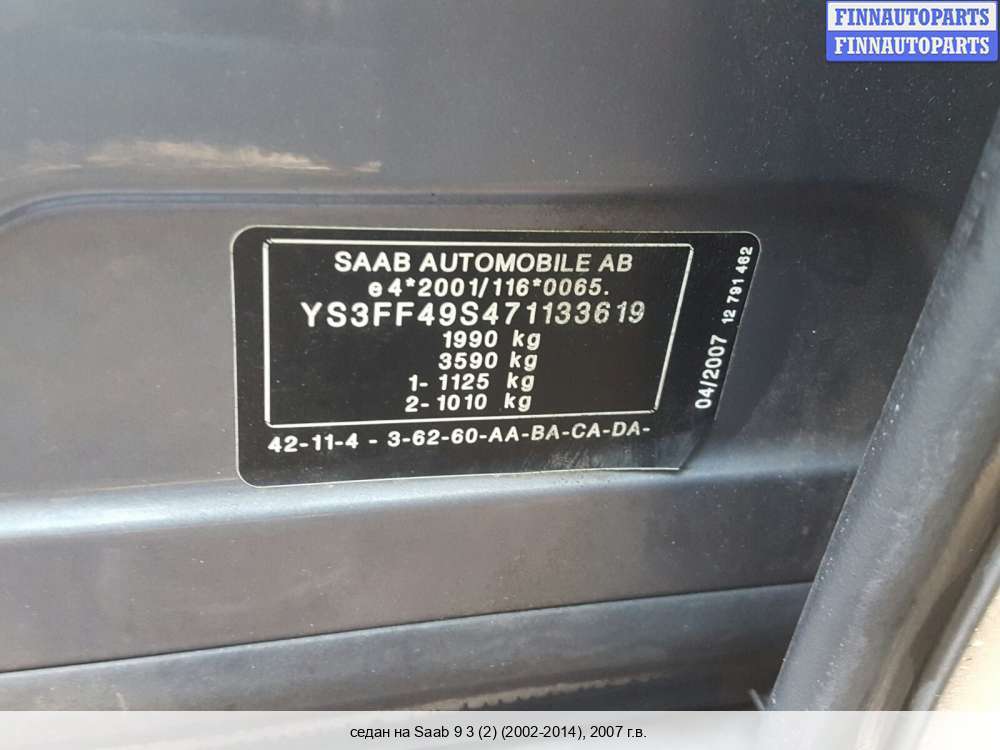 FINNAUTOPARTS
FINNAUTOPARTS
SAAB AUTOMOBILE AB
e4*2001/116*0065.
YS3FF49S471133619
1990 kg
3590 kg
1- 1125 kg
2- 1010 kg
42-11-4 - 3-62-60-AA-BA-CA-DA-
04/2007 12 791 462
седан на Saab 9 3 (2) (2002-2014), 2007 г.в.